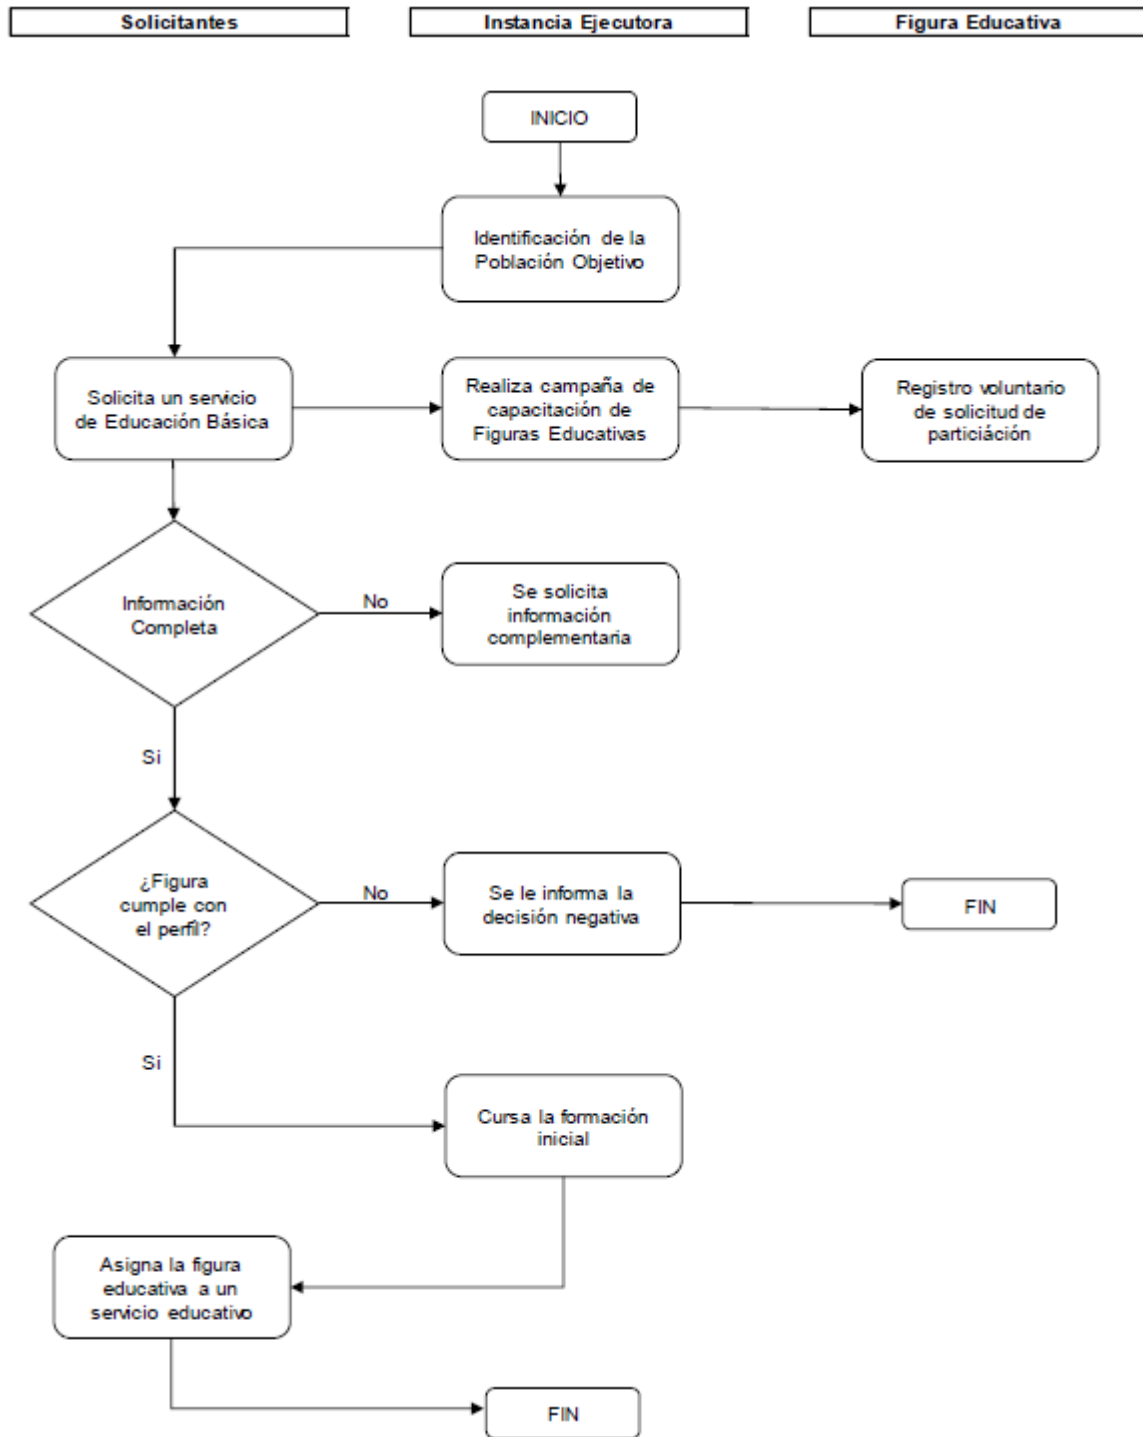 Solicitantes
Instancia Ejecutora
Figura Educativa
INICIO
Identificación de la
Población Objetivo
Solicita un servicio
de Educación Básica
Realiza campaña de
capacitación de
Figuras Educativas
Registro voluntario
de solicitud de
particiáción
Información
Completa
No
Se solicita
información
complementaria
Si
¿Figura
cumple con
el perfil?
No
Se le informa la
decisión negativa
FIN
Si
Cursa la formación
inicial
Asigna la figura
educativa a un
servicio educativo
FIN